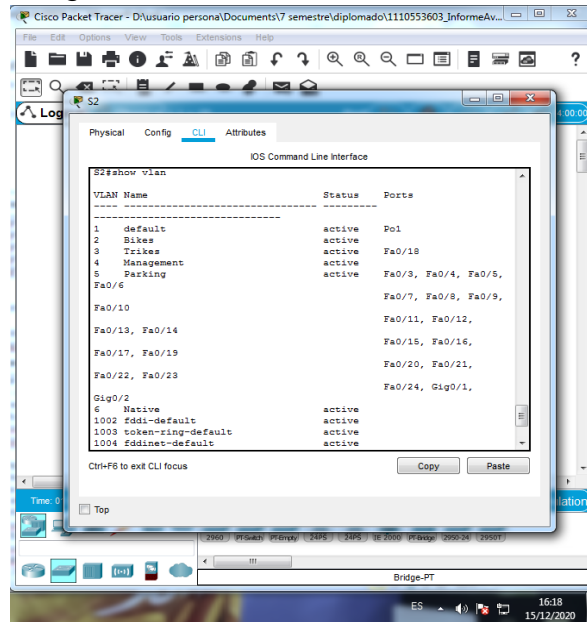 Cisco Packet Tracer - D:\usuario persona\Documents\7 semestre\diplomado\1110553603_InformeAv...
File Edit Options View Tools Extensions Help
Log
4:00:00
S2
Physical Config CLI Attributes
IOS Command Line Interface
S2#show vlan
VLAN Name Status Ports
---- -------------------------------- --------- -------------------------------
1 default active Po1
2 Bikes active
3 Trikes active Fa0/18
4 Management active
5 Parking active Fa0/3, Fa0/4, Fa0/5,
Fa0/6
Fa0/7, Fa0/8, Fa0/9,
Fa0/10
Fa0/11, Fa0/12,
Fa0/13, Fa0/14
Fa0/15, Fa0/16,
Fa0/17, Fa0/19
Fa0/20, Fa0/21,
Fa0/22, Fa0/23
Fa0/24, Gig0/1,
Gig0/2
6 Native active
1002 fddi-default active
1003 token-ring-default active
1004 fddinet-default active
Ctrl+F6 to exit CLI focus
Copy Paste
Time: 0
lation
Top
2960 PT-Switch PT-Empty 24PS 24PS IE 2000 PT-Bridge 2950-24 2950T
Bridge-PT
ES
16:18
15/12/2020